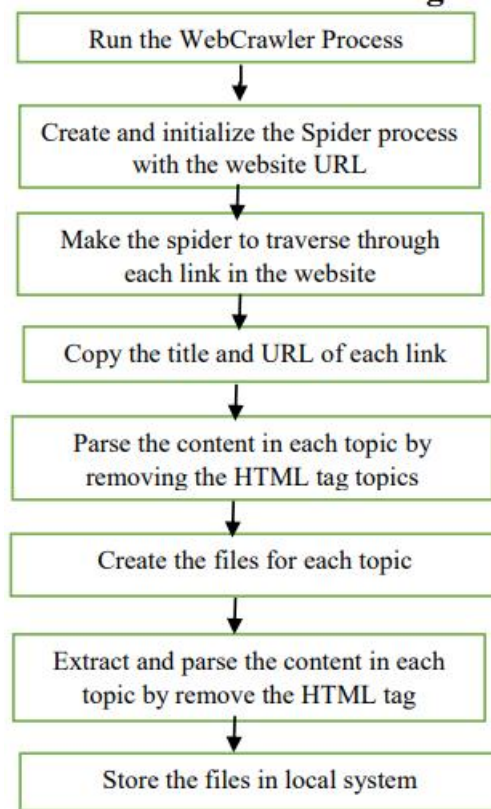 Run the WebCrawler Process
Create and initialize the Spider process
with the website URL
Make the spider to traverse through
each link in the website
Copy the title and URL of each link
Parse the content in each topic by
removing the HTML tag topics
Create the files for each topic
Extract and parse the content in each
topic by remove the HTML tag
Store the files in local system